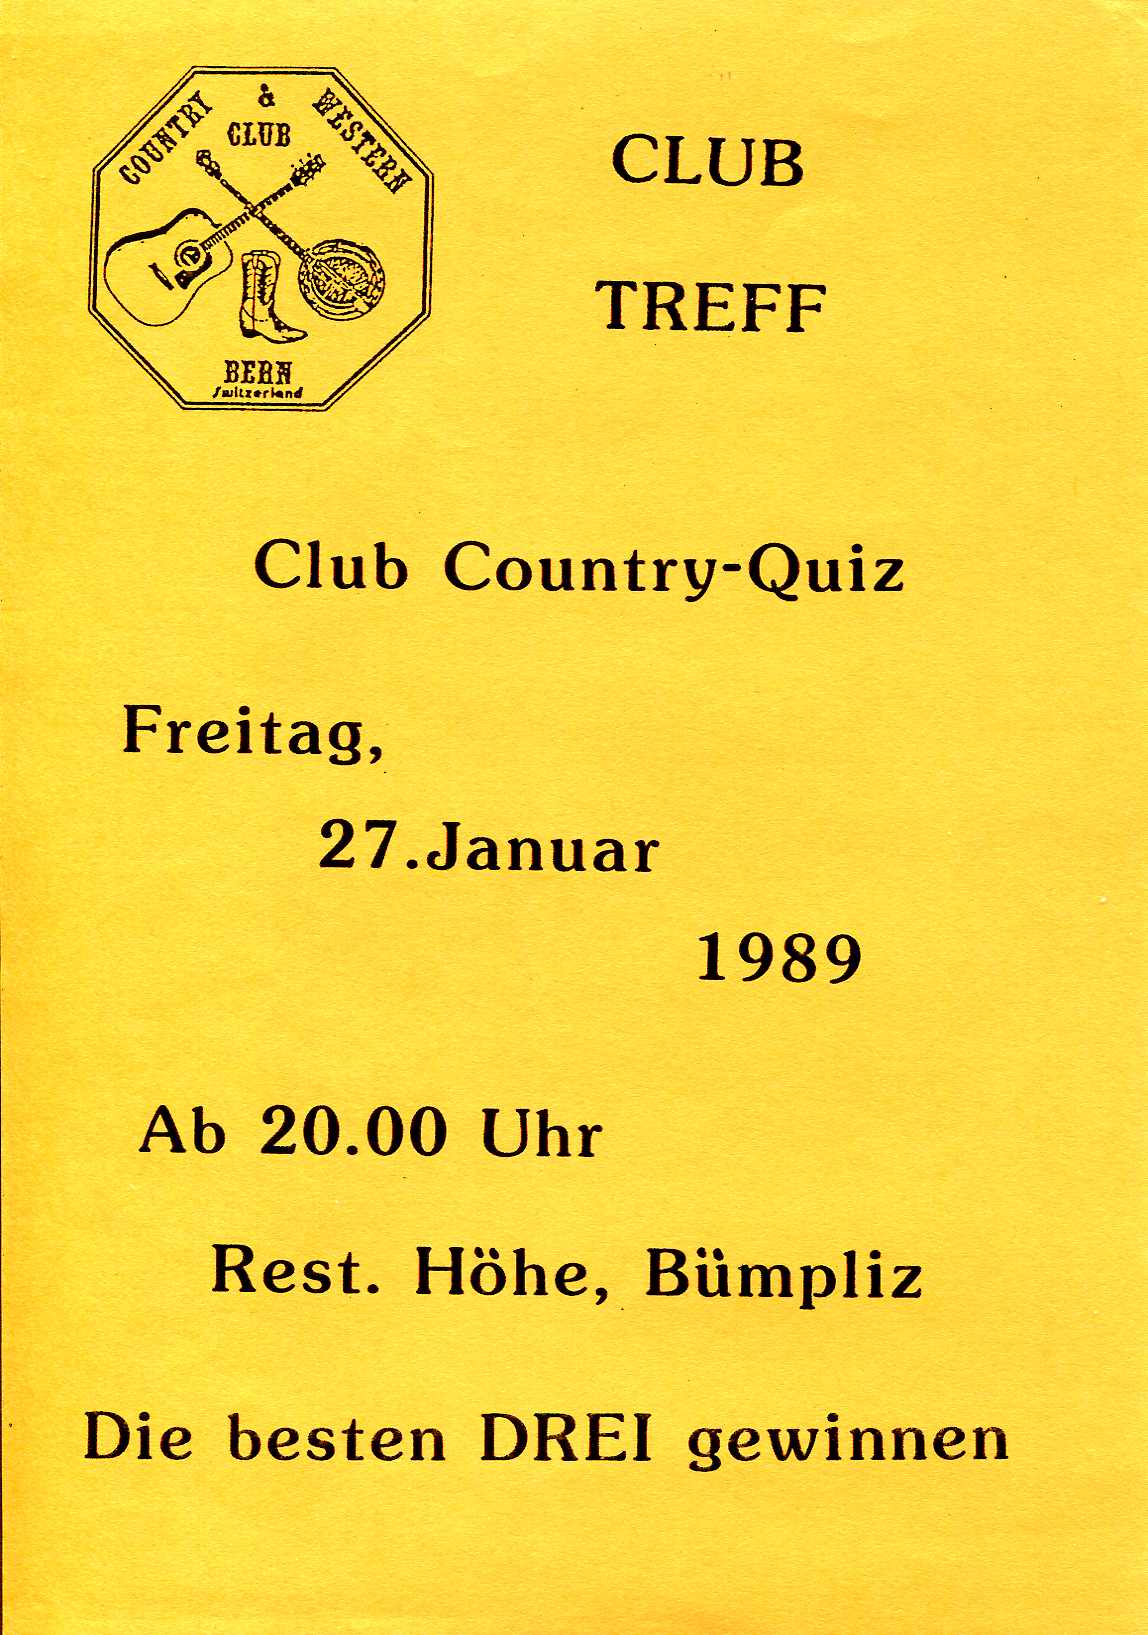 COUNTRY & WESTERN
CLUB
BERN
Switzerland
CLUB
TREFF
Club Country-Quiz
Freitag,
27.Januar
1989
Ab 20.00 Uhr
Rest. Höhe, Bümpliz
Die besten DREI gewinnen